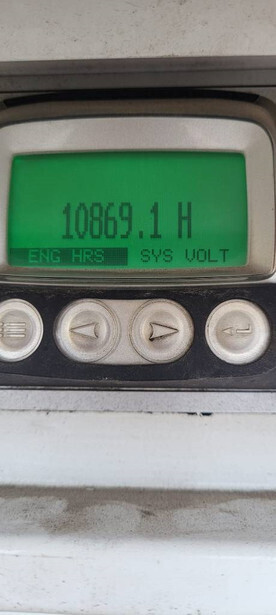 10869.1 H
ENG HRS SYS VOLT